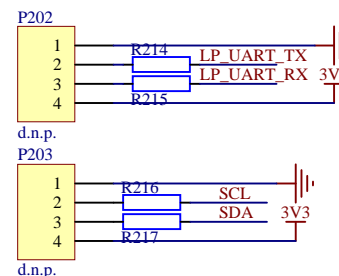 P202
1
R214
LP_UART_TX
2
LP_UART_RX
3V
3
R215
4
d.n.p.
P203
1
R216
SCL
2
SDA
3V3
3
R217
4
d.n.p.